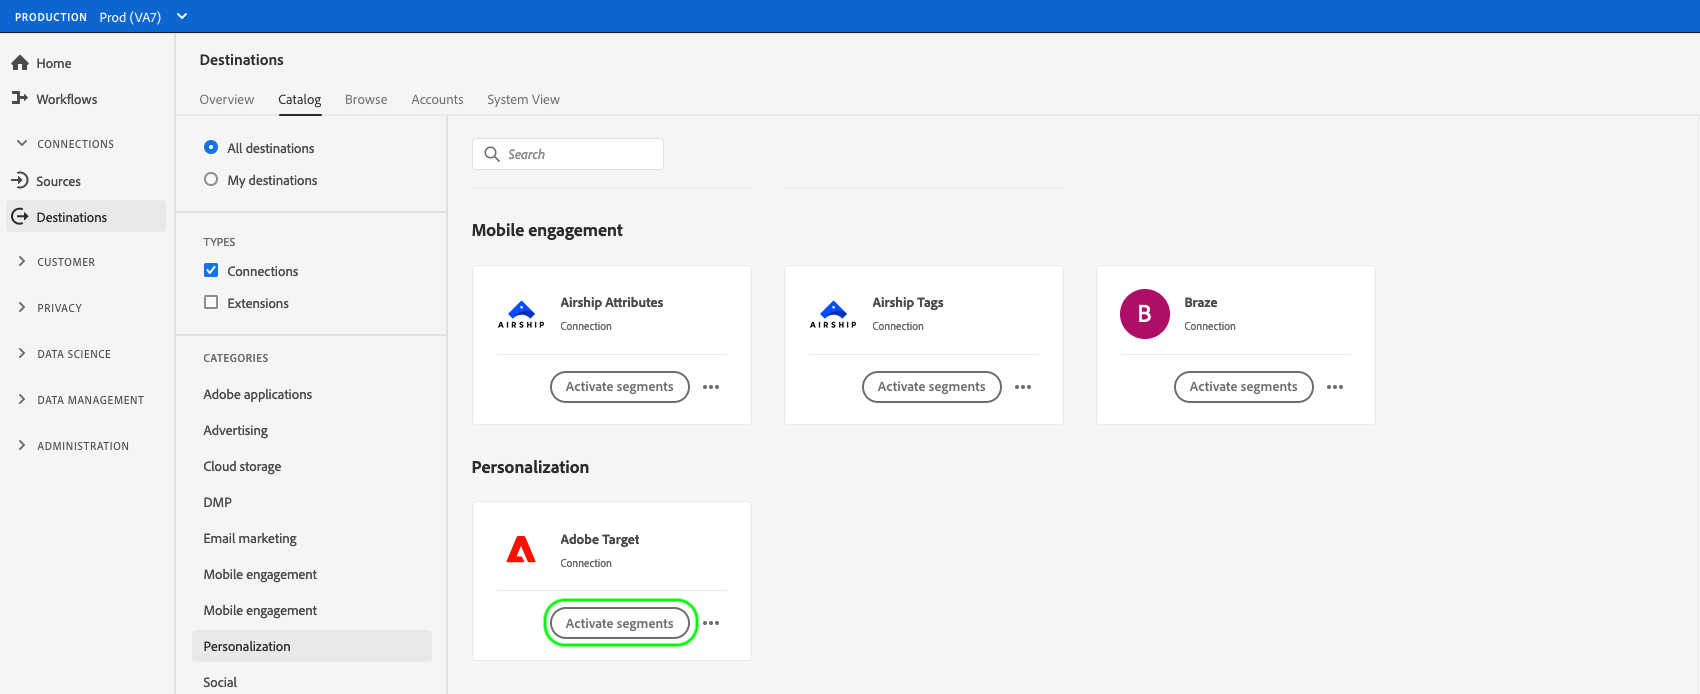 PRODUCTION Prod (VA7)
Home
Workflows
CONNECTIONS
Sources
Destinations
CUSTOMER
PRIVACY
DATA SCIENCE
DATA MANAGEMENT
ADMINISTRATION
Destinations
Overview Catalog Browse Accounts System View
All destinations
My destinations
TYPES
Connections
Extensions
CATEGORIES
Adobe applications
Advertising
Cloud storage
DMP
Email marketing
Mobile engagement
Mobile engagement
Personalization
Social
Search
Mobile engagement
AIRSHIP
Airship Attributes
Connection
Activate segments
AIRSHIP
Airship Tags
Connection
Activate segments
B
Braze
Connection
Activate segments
Personalization
Adobe Target
Connection
Activate segments